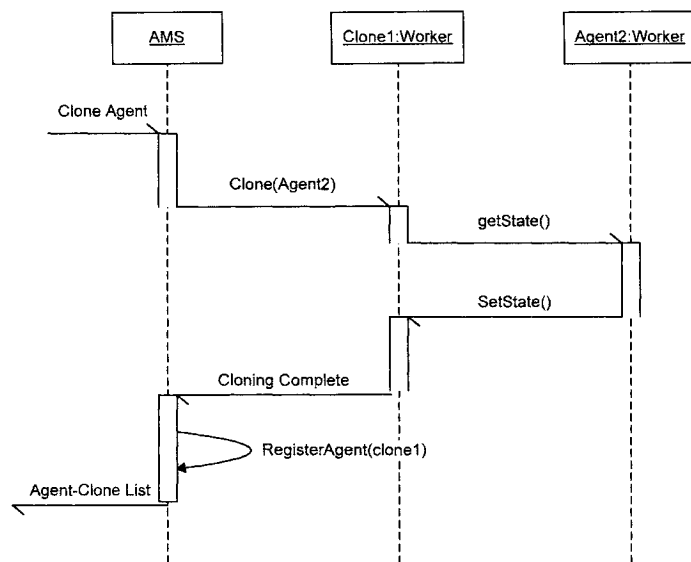 AMS
Clone1:Worker
Agent2:Worker
Clone Agent
Clone(Agent2)
getState()
SetState()
Cloning Complete
RegisterAgent(clone1)
Agent-Clone List